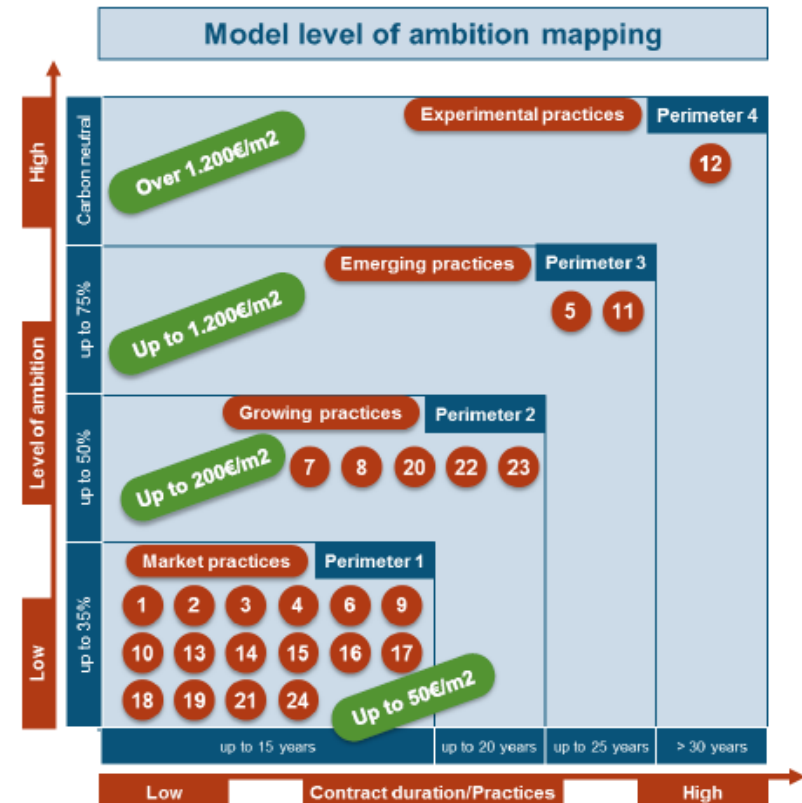 Model level of ambition mapping
High
Carbon neutral
Over 1.200€/m2
Experimental practices
Perimeter 4
12
Level of ambition
up to 75%
Up to 1.200€/m2
Emerging practices
Perimeter 3
5 11
up to 50%
Growing practices
Perimeter 2
Up to 200€/m2
7 8 20 22 23
Low
up to 35%
Market practices
Perimeter 1
1 2 3 4 6 9
10 13 14 15 16 17
18 19 21 24
Up to 50€/m2
up to 15 years
up to 20 years
up to 25 years
> 30 years
Low
Contract duration/Practices
High